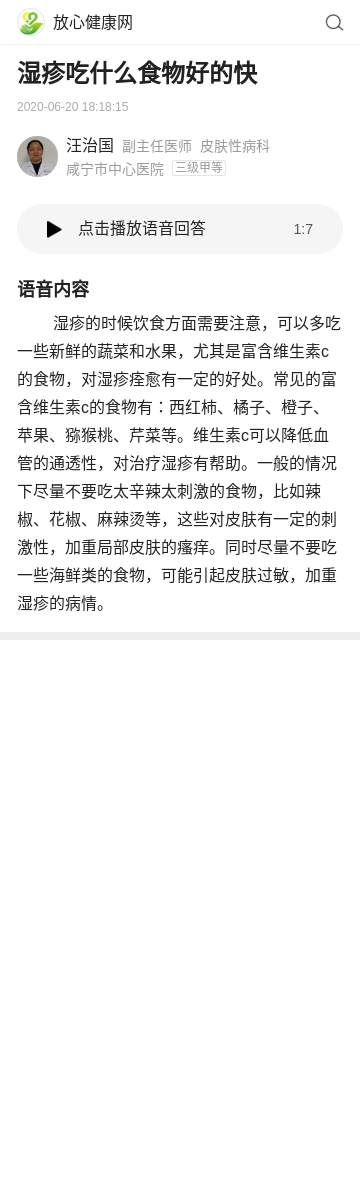 放心健康网
湿疹吃什么食物好的快
2020-06-20 18:18:15
汪治国 副主任医师 皮肤性病科
咸宁市中心医院 三级甲等
点击播放语音回答 1:7
语音内容
湿疹的时候饮食方面需要注意，可以多吃
一些新鲜的蔬菜和水果，尤其是富含维生素c
的食物，对湿疹痊愈有一定的好处。常见的富
含维生素c的食物有：西红柿、橘子、橙子、
苹果、猕猴桃、芹菜等。维生素c可以降低血
管的通透性，对治疗湿疹有帮助。一般的情况
下尽量不要吃太辛辣太刺激的食物，比如辣
椒、花椒、麻辣烫等，这些对皮肤有一定的刺
激性，加重局部皮肤的瘙痒。同时尽量不要吃
一些海鲜类的食物，可能引起皮肤过敏，加重
湿疹的病情。